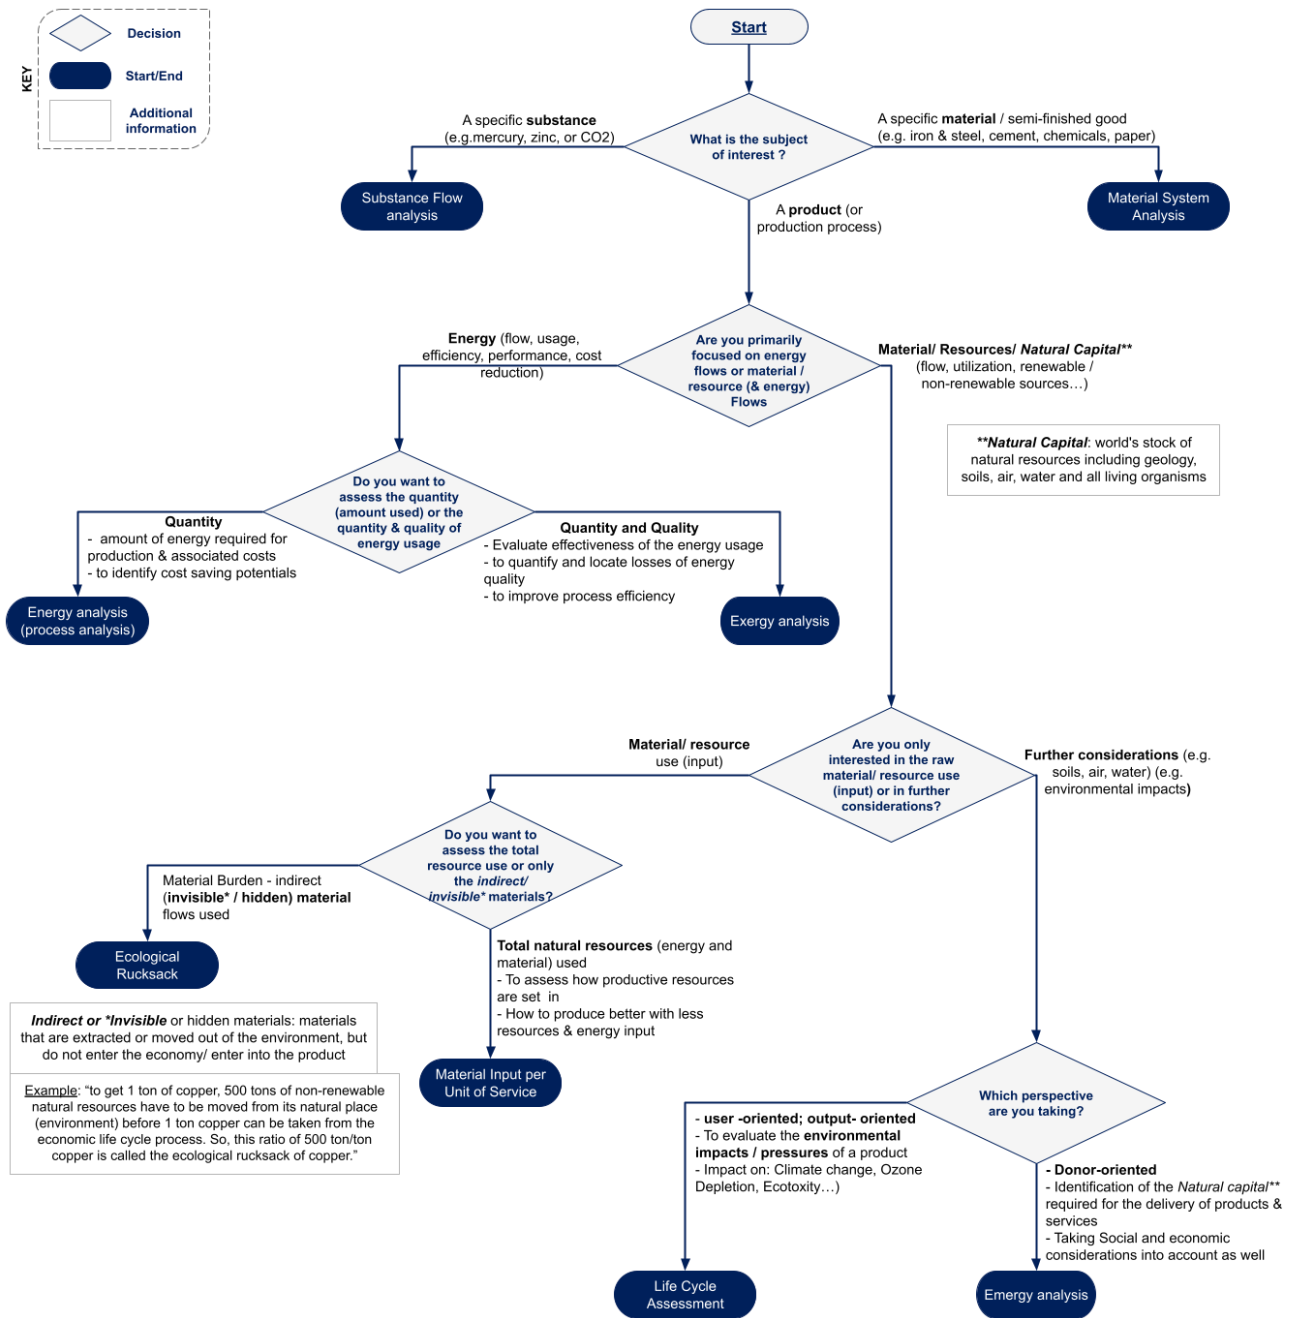 KEY
Decision
Start/End
Additional
information
Start
What is the subject
of interest ?
A specific substance
(e.g.mercury, zinc, or CO2)
A specific material / semi-finished good
(e.g. iron & steel, cement, chemicals, paper)
Substance Flow
analysis
Material System
Analysis
A product (or
production process)
Are you primarily
focused on energy
flows or material /
resource (& energy)
Flows
Energy (flow, usage,
efficiency, performance, cost
reduction)
Material/ Resources/ Natural Capital**
(flow, utilization, renewable /
non-renewable sources…)
**Natural Capital: world's stock of
natural resources including geology,
soils, air, water and all living organisms
Do you want to
assess the quantity
(amount used) or the
quantity & quality of
energy usage
Quantity
- amount of energy required for
production & associated costs
- to identify cost saving potentials
Quantity and Quality
- Evaluate effectiveness of the energy usage
- to quantify and locate losses of energy
quality
- to improve process efficiency
Energy analysis
(process analysis)
Exergy analysis
Are you only
interested in the raw
material/ resource use
(input) or in further
considerations?
Material/ resource
use (input)
Further considerations (e.g.
soils, air, water) (e.g.
environmental impacts)
Do you want to
assess the total
resource use or only
the indirect/
invisible* materials?
Material Burden - indirect
(invisible* / hidden) material
flows used
Ecological
Rucksack
Total natural resources (energy and
material) used
- To assess how productive resources
are set in
- How to produce better with less
resources & energy input
Indirect or *Invisible or hidden materials: materials
that are extracted or moved out of the environment, but
do not enter the economy/ enter into the product
Example: “to get 1 ton of copper, 500 tons of non-renewable
natural resources have to be moved from its natural place
(environment) before 1 ton copper can be taken from the
economic life cycle process. So, this ratio of 500 ton/ton
copper is called the ecological rucksack of copper.”
Material Input per
Unit of Service
Which perspective
are you taking?
- user -oriented; output- oriented
- To evaluate the environmental
impacts / pressures of a product
- Impact on: Climate change, Ozone
Depletion, Ecotoxity…)
- Donor-oriented
- Identification of the Natural capital**
required for the delivery of products &
services
- Taking Social and economic
considerations into account as well
Life Cycle
Assessment
Emergy analysis